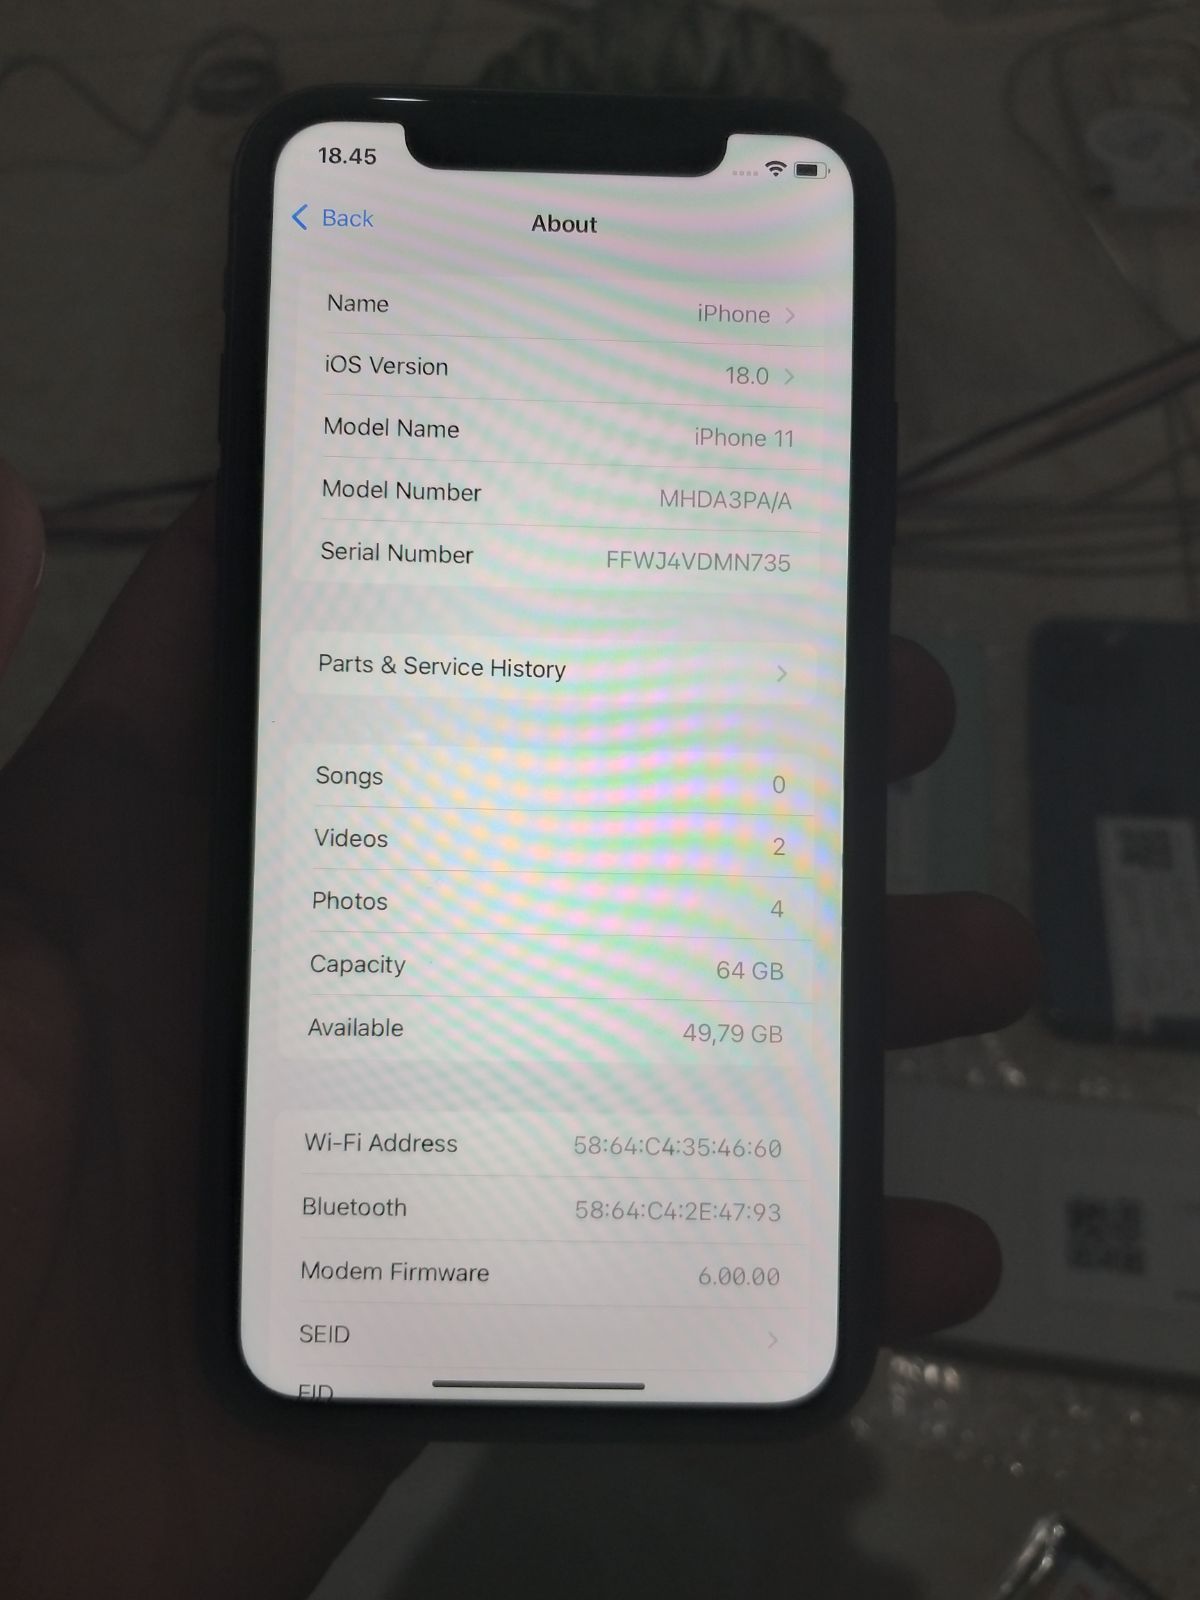 18.45
Back
About
Name iPhone
iOS Version 18.0
Model Name iPhone 11
Model Number MHDA3PA/A
Serial Number FFWJ4VDMN735
Parts & Service History
Songs 0
Videos 2
Photos 4
Capacity 64 GB
Available 49,79 GB
Wi-Fi Address 58:64:C4:35:46:60
Bluetooth 58:64:C4:2E:47:93
Modem Firmware 6.00.00
SEID
EID